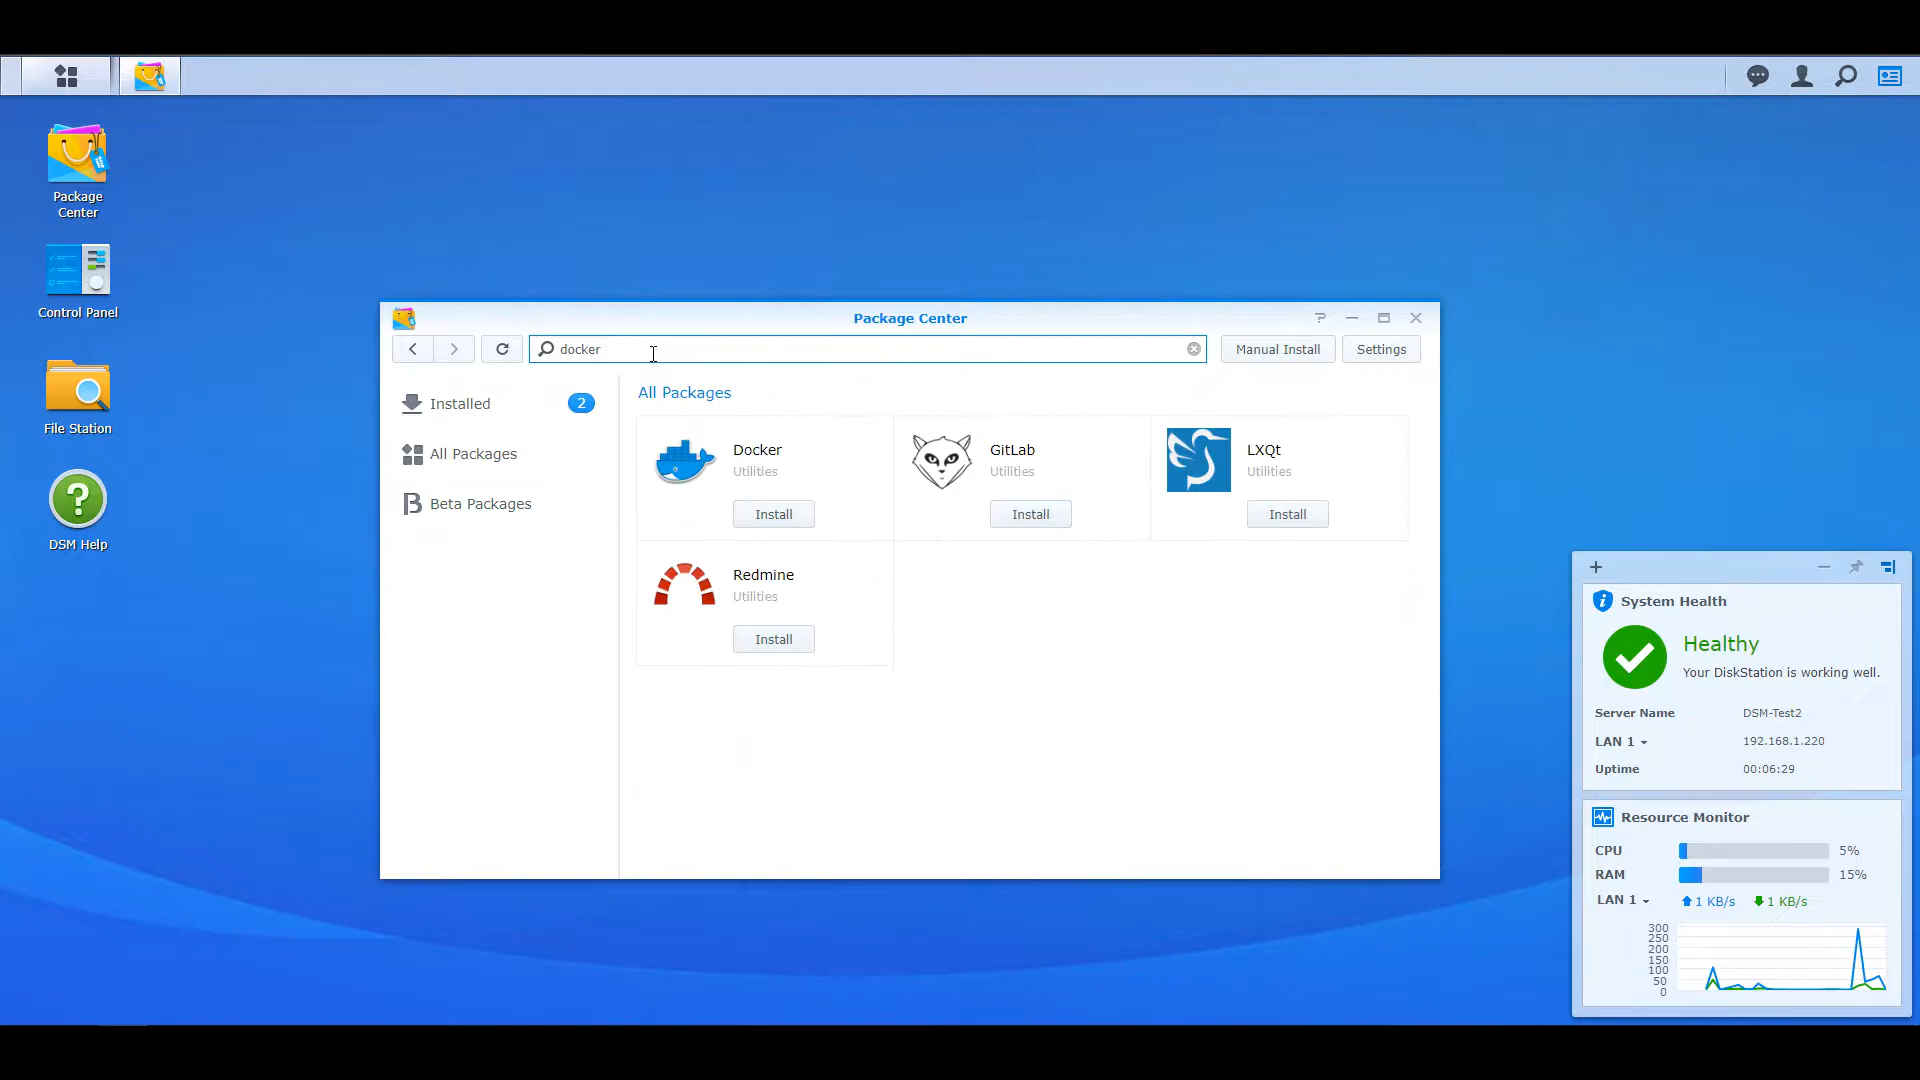 Package
Center
Control Panel
File Station
DSM Help
Package Center
docker
Manual Install
Settings
Installed
2
All Packages
Beta Packages
All Packages
Docker
Utilities
Install
GitLab
Utilities
Install
LXQt
Utilities
Install
Redmine
Utilities
Install
System Health
Healthy
Your DiskStation is working well.
Server Name DSM-Test2
LAN 1 192.168.1.220
Uptime 00:06:29
Resource Monitor
CPU 5%
RAM 15%
LAN 1 1 KB/s 1 KB/s
300
250
200
150
100
50
0